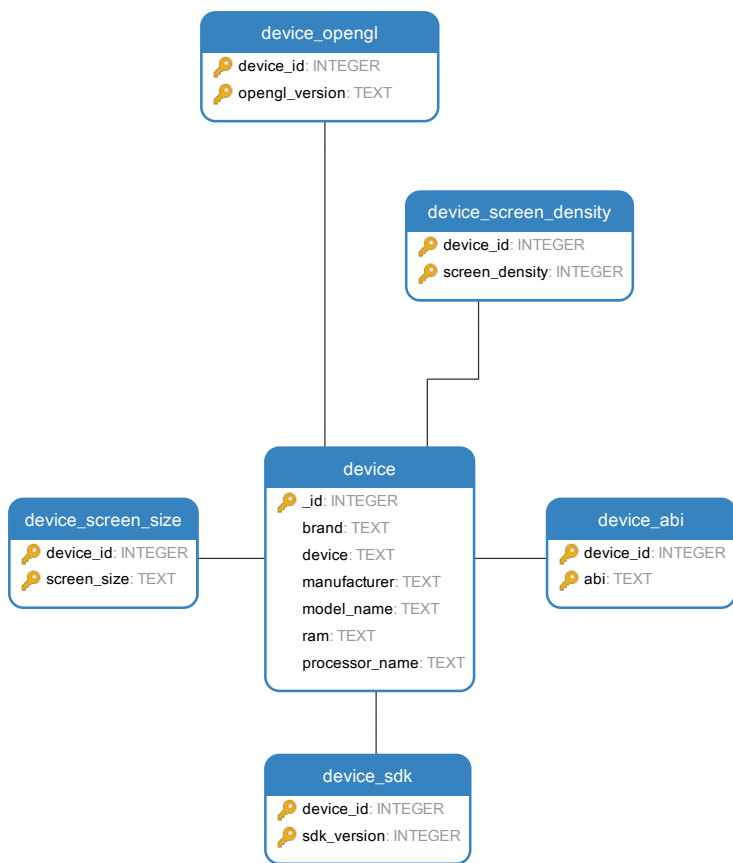 device_opengl
device_id: INTEGER
opengl_version: TEXT
device_screen_density
device_id: INTEGER
screen_density: INTEGER
device
_id: INTEGER
brand: TEXT
device: TEXT
manufacturer: TEXT
model_name: TEXT
ram: TEXT
processor_name: TEXT
device_screen_size
device_id: INTEGER
screen_size: TEXT
device_abi
device_id: INTEGER
abi: TEXT
device_sdk
device_id: INTEGER
sdk_version: INTEGER